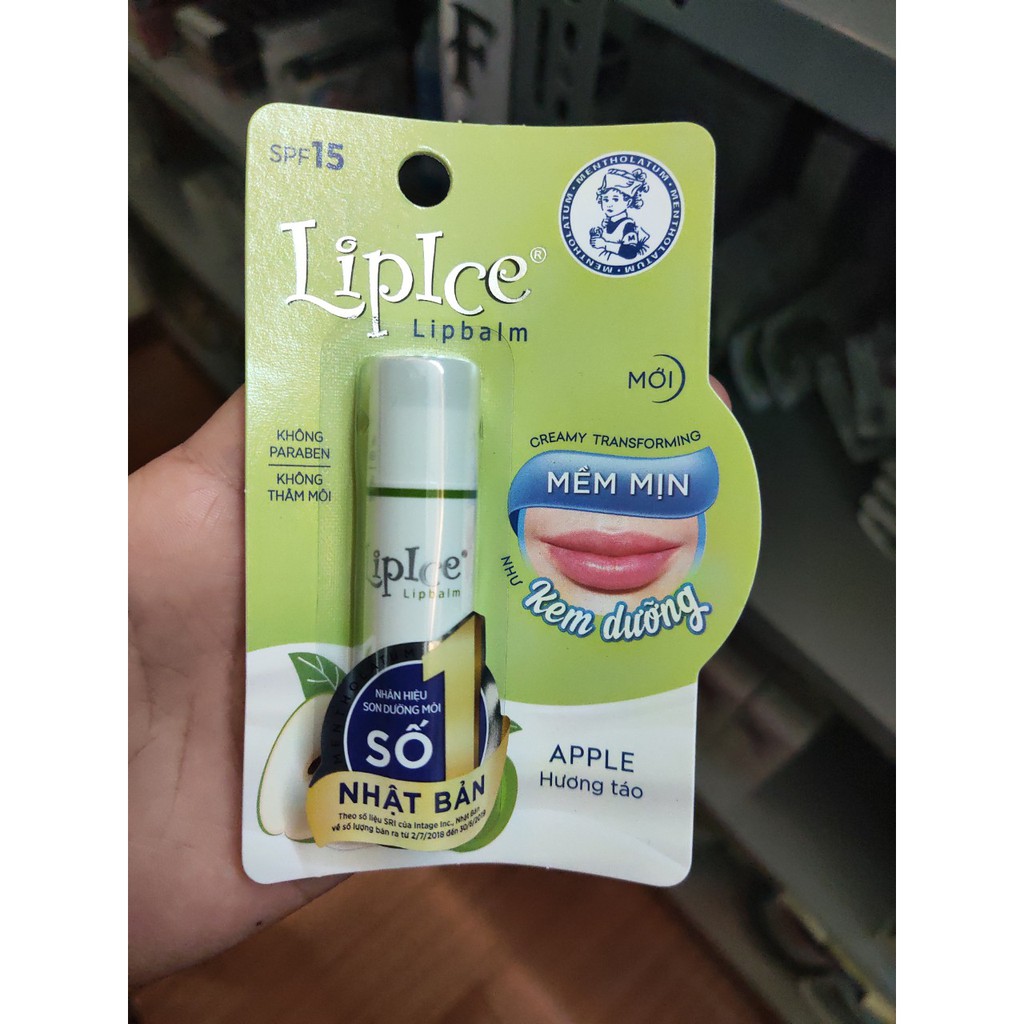 F
SPF15
MENTHOLATUM · MENTHOLATUM · MENTHOLATUM
LipIce®
Lipbalm
MỚI
KHÔNG
PARABEN
KHÔNG
THÂM MÔI
CREAMY TRANSFORMING
MỀM MỊN
NHƯ
Kem dưỡng
LipIce®
Lipbalm
NHÃN HIỆU
SON DƯỠNG MÔI
SỐ 1
NHẬT BẢN
Theo số liệu SRI của Intage Inc., Nhật Bản
về số lượng bán ra từ 2/7/2018 đến 30/6/2019
APPLE
Hương táo